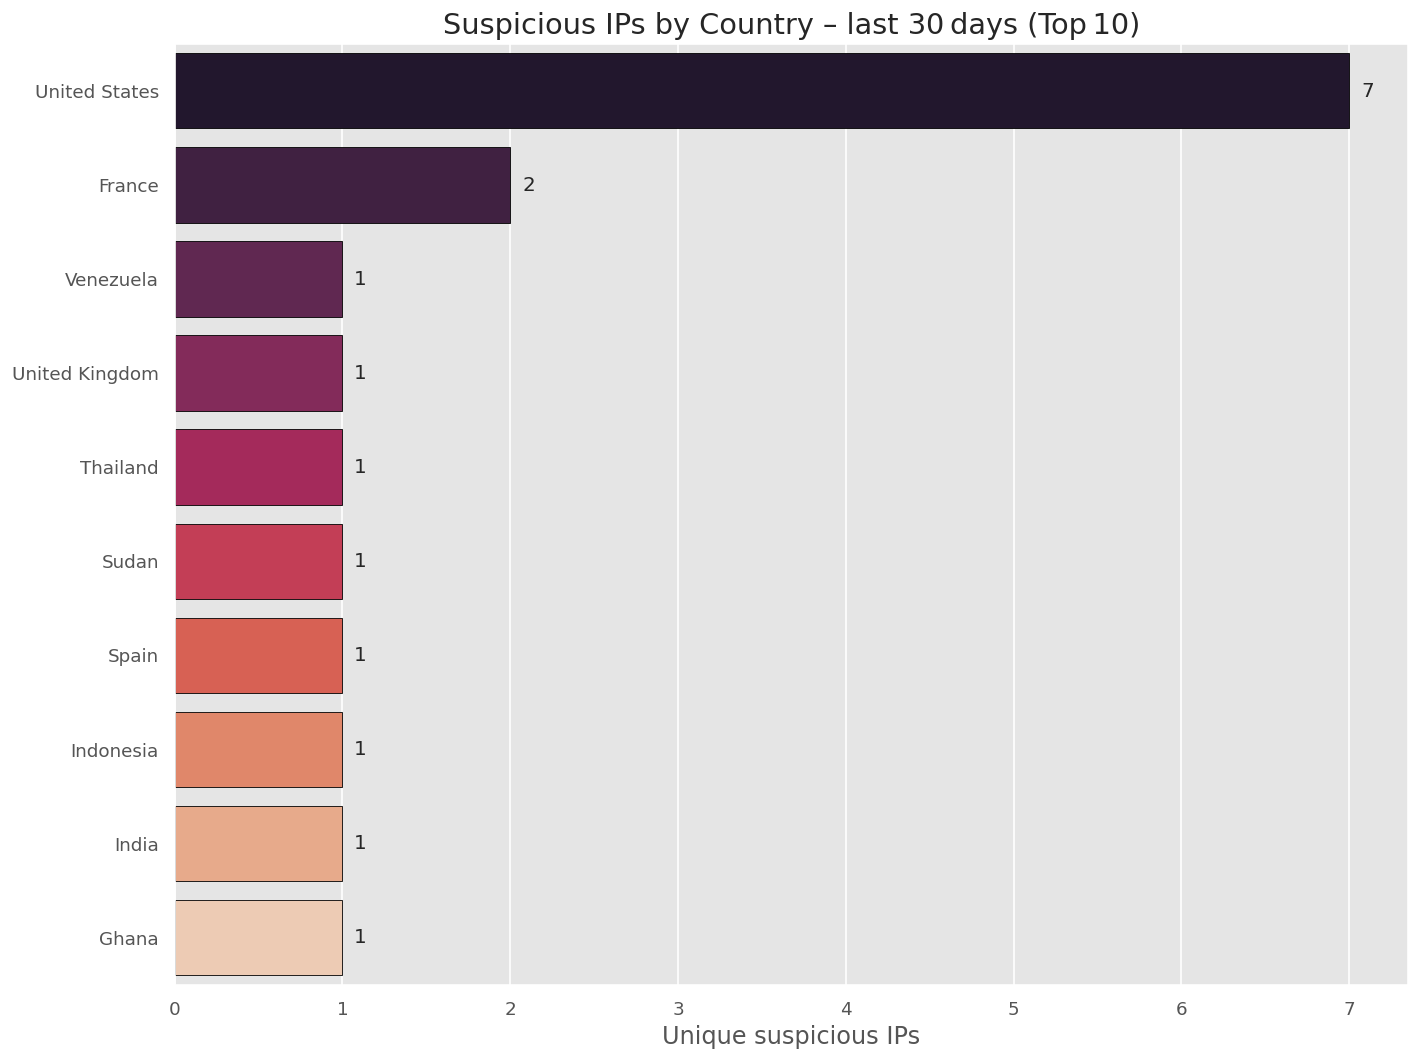 Suspicious IPs by Country – last 30 days (Top 10)
United States 7
France 2
Venezuela 1
United Kingdom 1
Thailand 1
Sudan 1
Spain 1
Indonesia 1
India 1
Ghana 1
0 1 2 3 4 5 6 7
Unique suspicious IPs